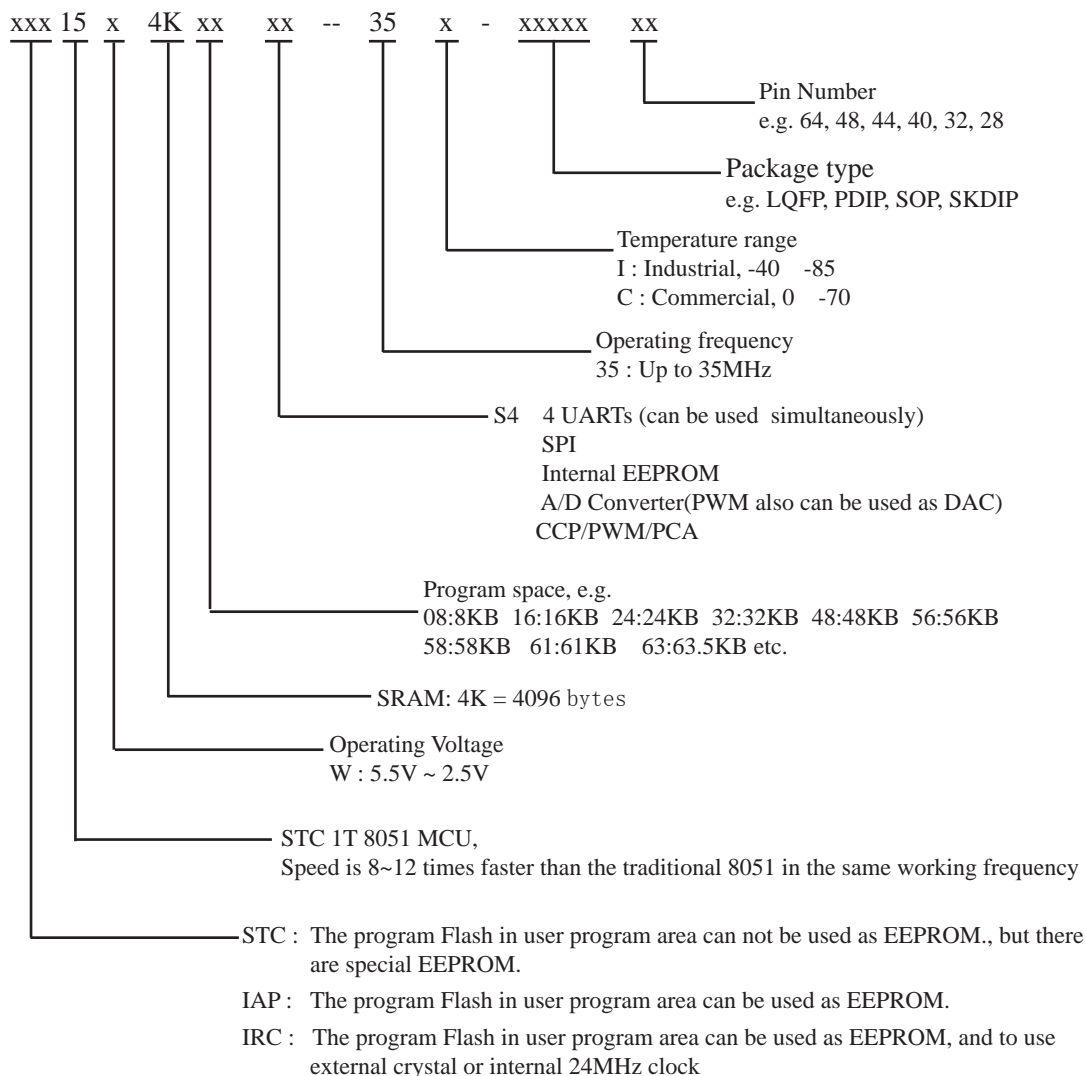 xxx 15 x 4K xx xx -- 35 x - xxxxx xx
Pin Number
e.g. 64, 48, 44, 40, 32, 28
Package type
e.g. LQFP, PDIP, SOP, SKDIP
Temperature range
I : Industrial, -40 -85
C : Commercial, 0 -70
Operating frequency
35 : Up to 35MHz
S4 4 UARTs (can be used simultaneously)
SPI
Internal EEPROM
A/D Converter(PWM also can be used as DAC)
CCP/PWM/PCA
Program space, e.g.
08:8KB 16:16KB 24:24KB 32:32KB 48:48KB 56:56KB
58:58KB 61:61KB 63:63.5KB etc.
SRAM: 4K = 4096 bytes
Operating Voltage
W : 5.5V ~ 2.5V
STC 1T 8051 MCU,
Speed is 8~12 times faster than the traditional 8051 in the same working frequency
STC : The program Flash in user program area can not be used as EEPROM., but there
are special EEPROM.
IAP : The program Flash in user program area can be used as EEPROM.
IRC : The program Flash in user program area can be used as EEPROM, and to use
external crystal or internal 24MHz clock